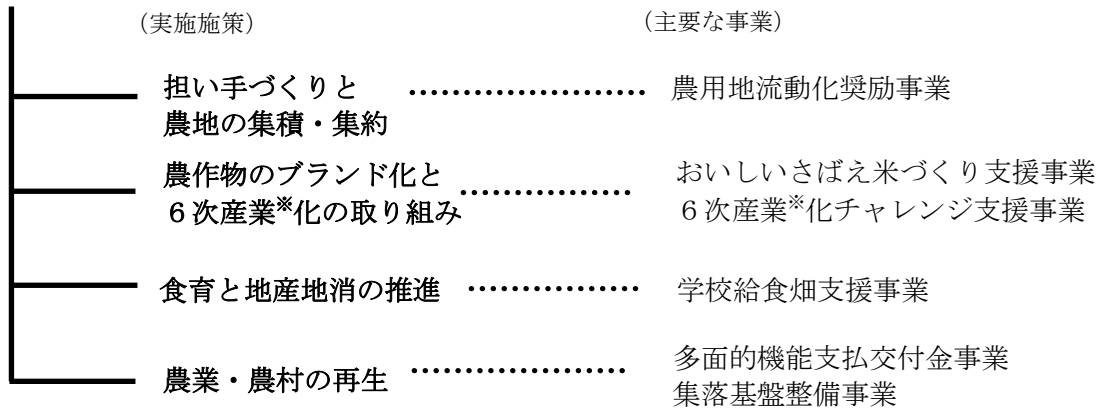 （実施施策）　（主要な事業）
担い手づくりと
農地の集積・集約
…………………… 農用地流動化奨励事業
農作物のブランド化と
６次産業※化の取り組み
……………… おいしいさばえ米づくり支援事業
６次産業※化チャレンジ支援事業
食育と地産地消の推進 ……………… 学校給食畑支援事業
農業・農村の再生 ………………… 多面的機能支払交付金事業
集落基盤整備事業